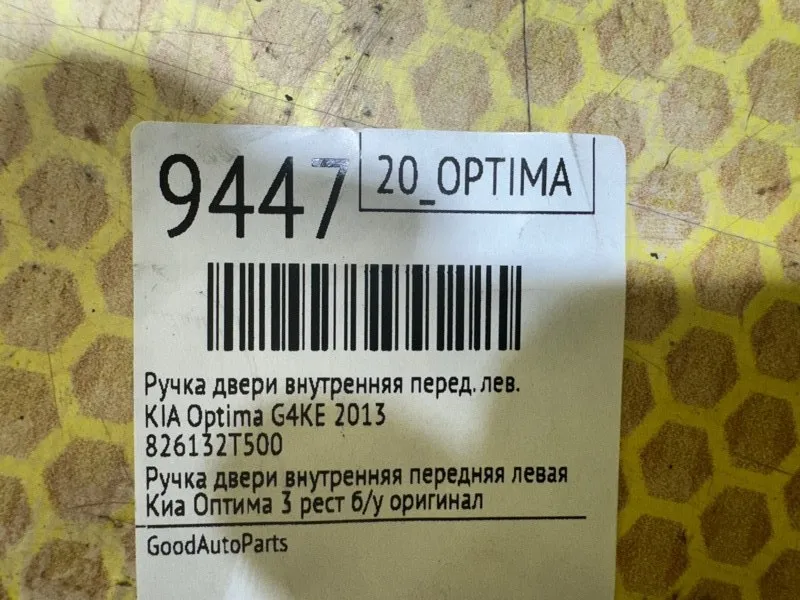 9447
20_OPTIMA
Ручка двери внутренняя перед. лев.
KIA Optima G4KE 2013
826132T500
Ручка двери внутренняя передняя левая
Киа Оптима 3 рест б/у оригинал
GoodAutoParts